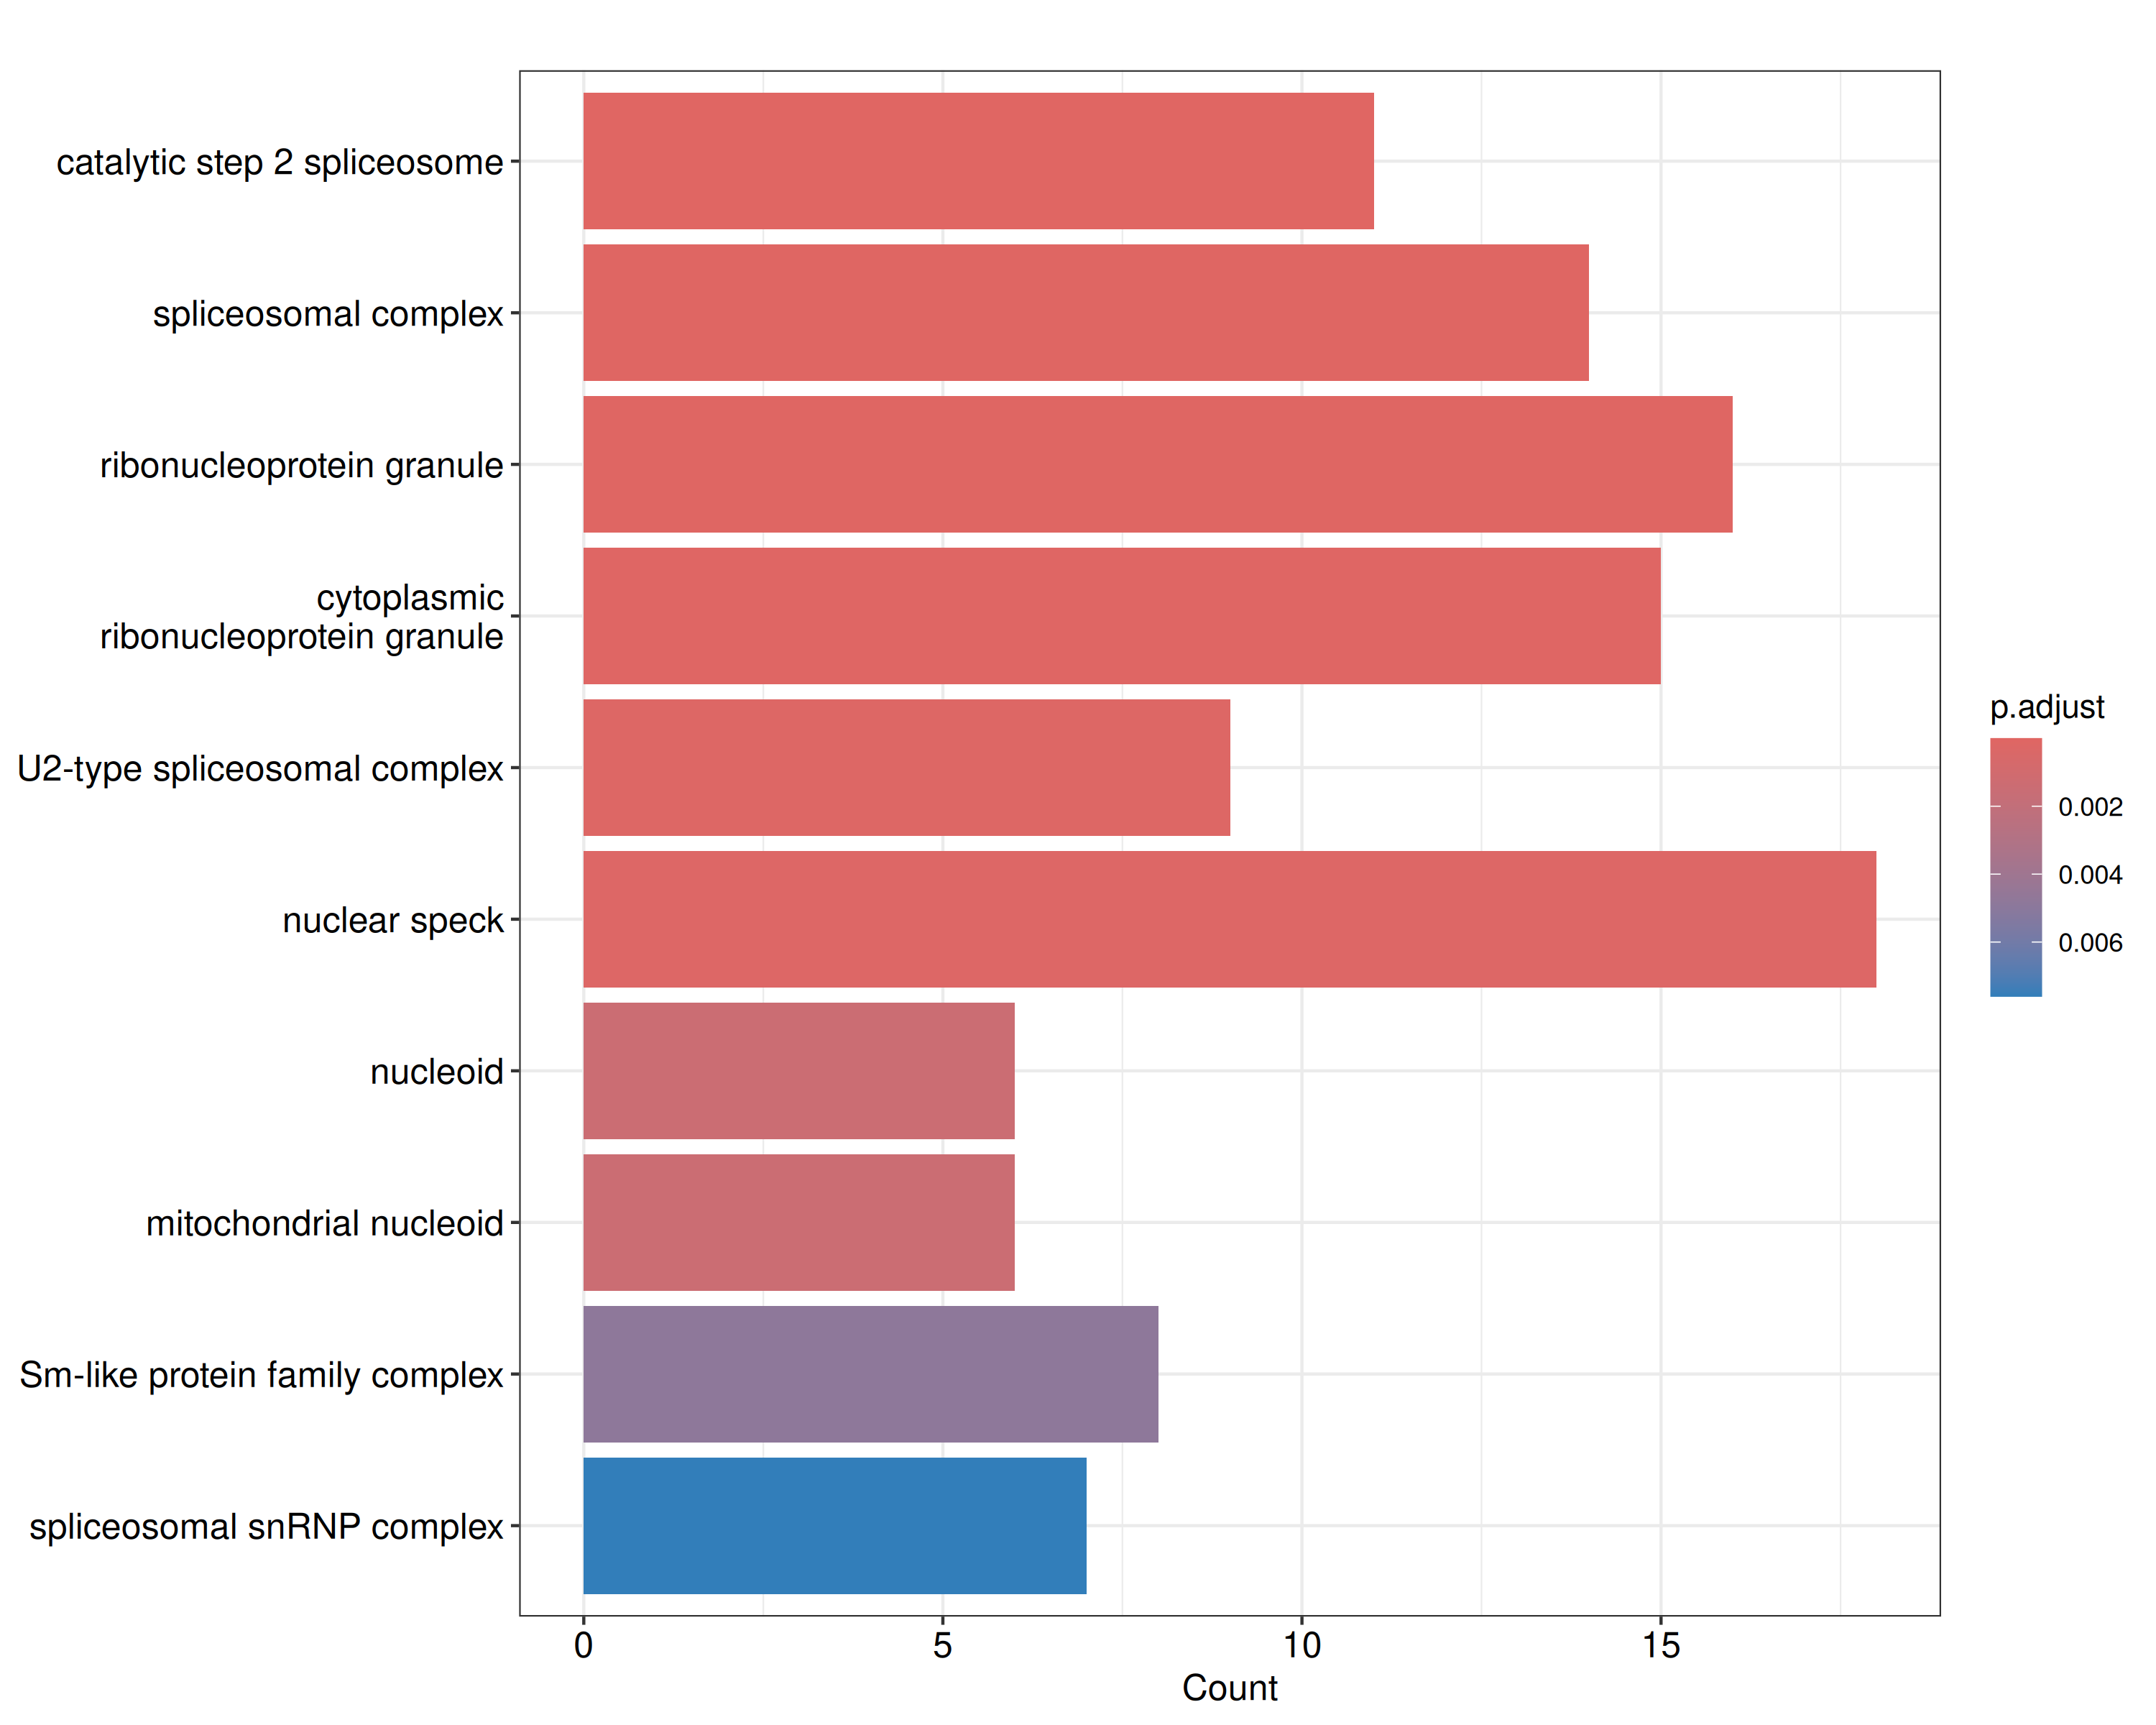 catalytic step 2 spliceosome
spliceosomal complex
ribonucleoprotein granule
cytoplasmic
ribonucleoprotein granule
U2-type spliceosomal complex
nuclear speck
nucleoid
mitochondrial nucleoid
Sm-like protein family complex
spliceosomal snRNP complex
0 5 10 15
Count
p.adjust
0.002
0.004
0.006